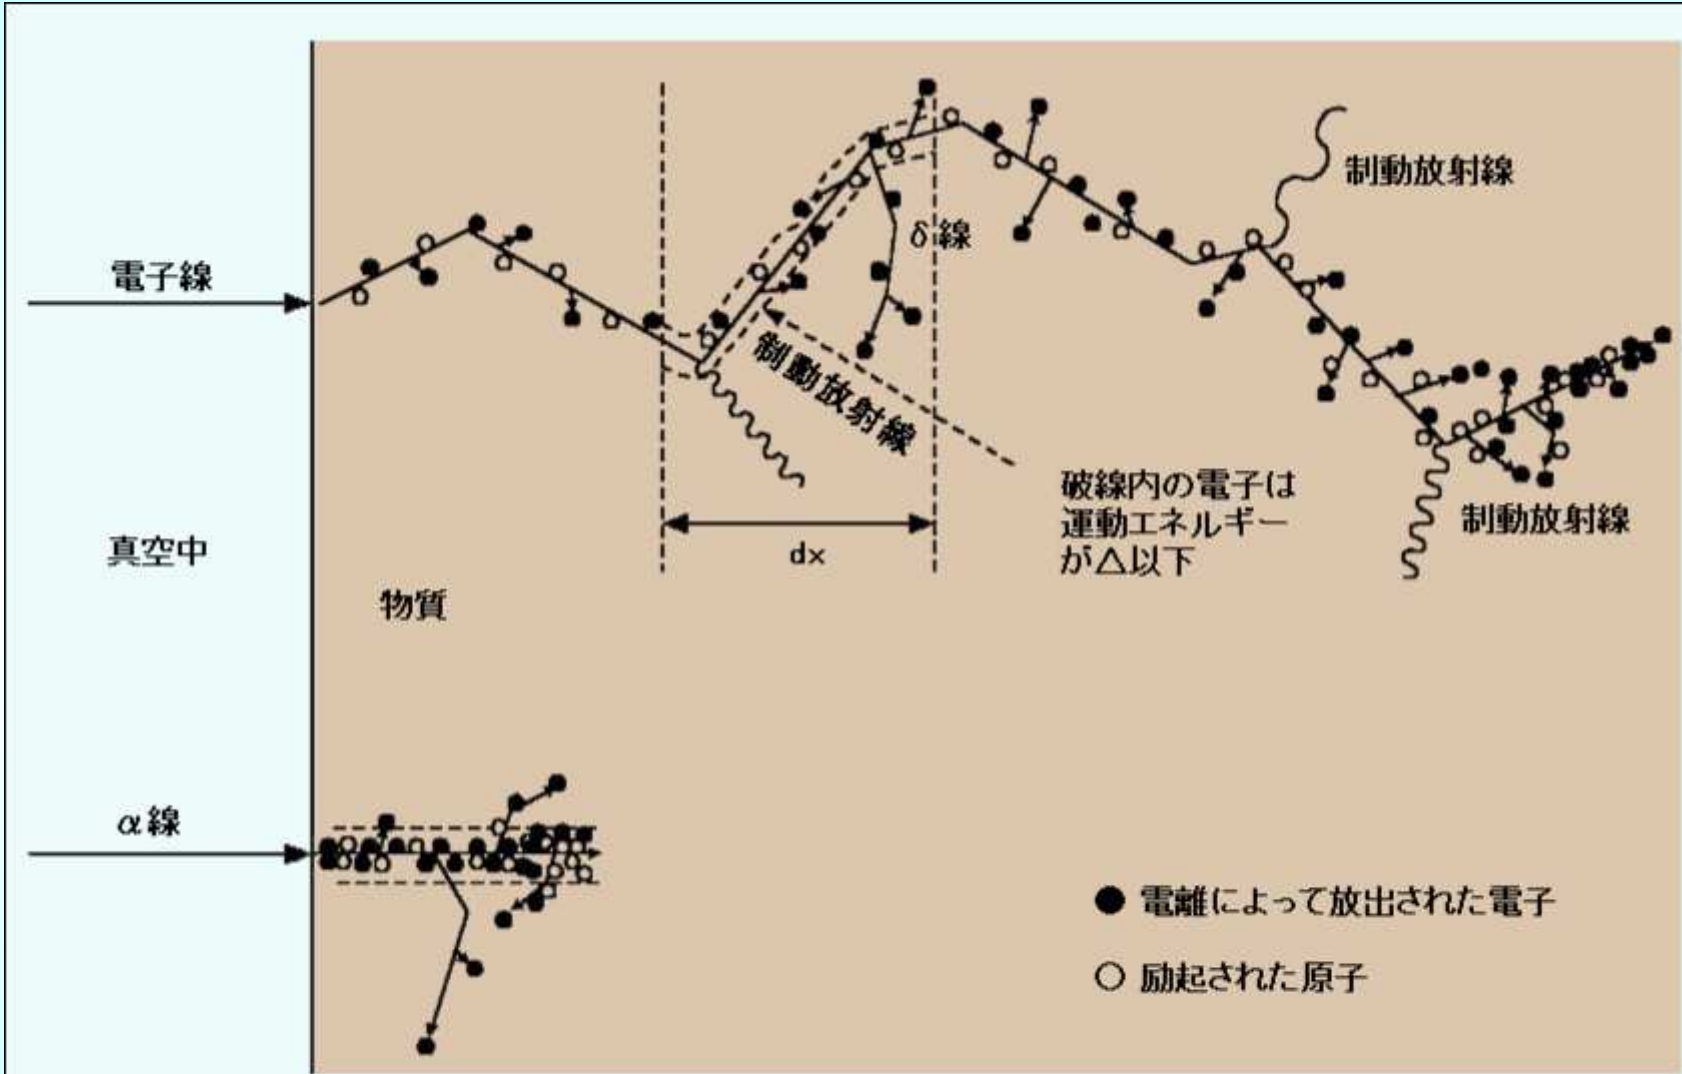 電子線
真空中
α線
物質
制動放射線
δ線
dx
破線内の電子は
運動エネルギー
が△以下
制動放射線
制動放射線
● 電離によって放出された電子
○ 励起された原子